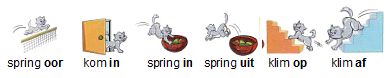 spring oor kom in spring in spring uit klim op klim af